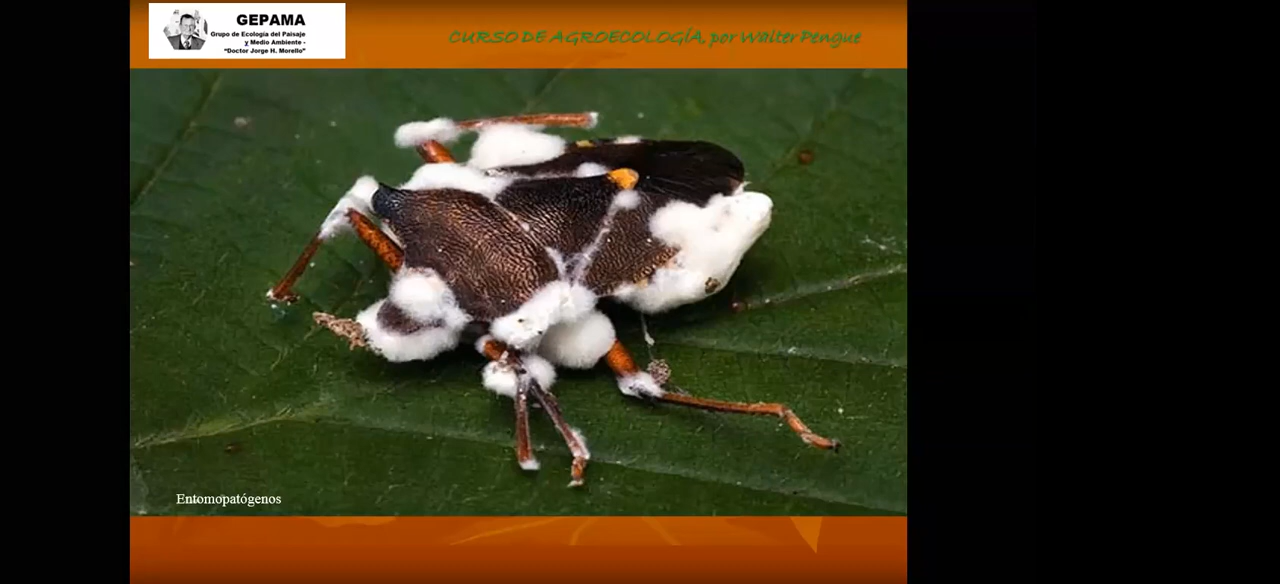 GEPAMA
Grupo de Ecología del Paisaje
y Medio Ambiente -
"Doctor Jorge H. Morello"
CURSO DE AGROECOLOGÍA, por Walter Pengue
Entomopatógenos